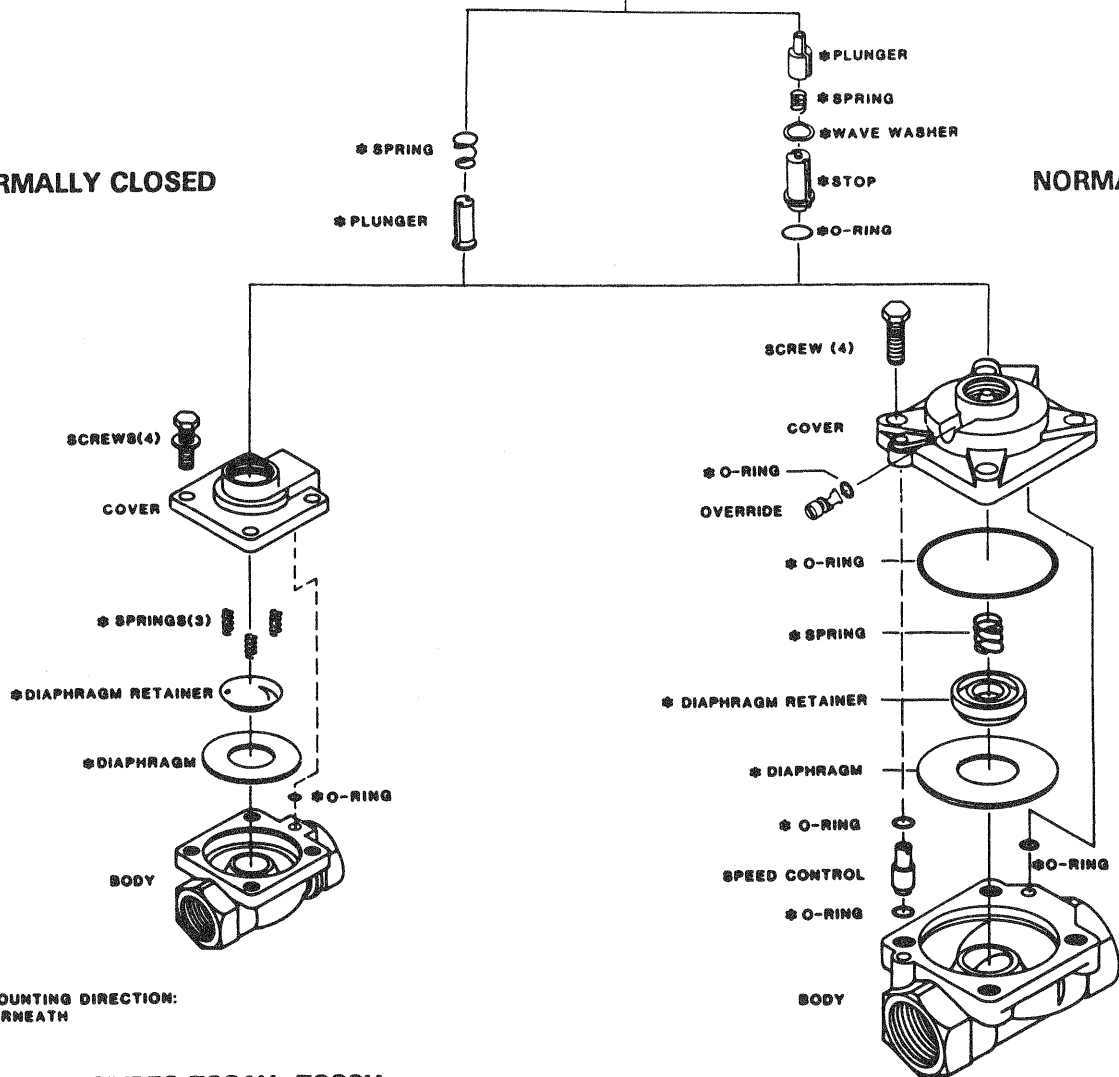 *PLUNGER
*SPRING
*WAVE WASHER
*STOP
*O-RING
*SPRING
*PLUNGER
RMALLY CLOSED
NORMA
SCREWS(4)
COVER
*SPRINGS(3)
*DIAPHRAGM RETAINER
*DIAPHRAGM
*O-RING
BODY
SCREW (4)
COVER
*O-RING
OVERRIDE
*O-RING
*SPRING
*DIAPHRAGM RETAINER
*DIAPHRAGM
*O-RING
SPEED CONTROL
*O-RING
*O-RING
BODY
OUNTING DIRECTION:
RNEATH